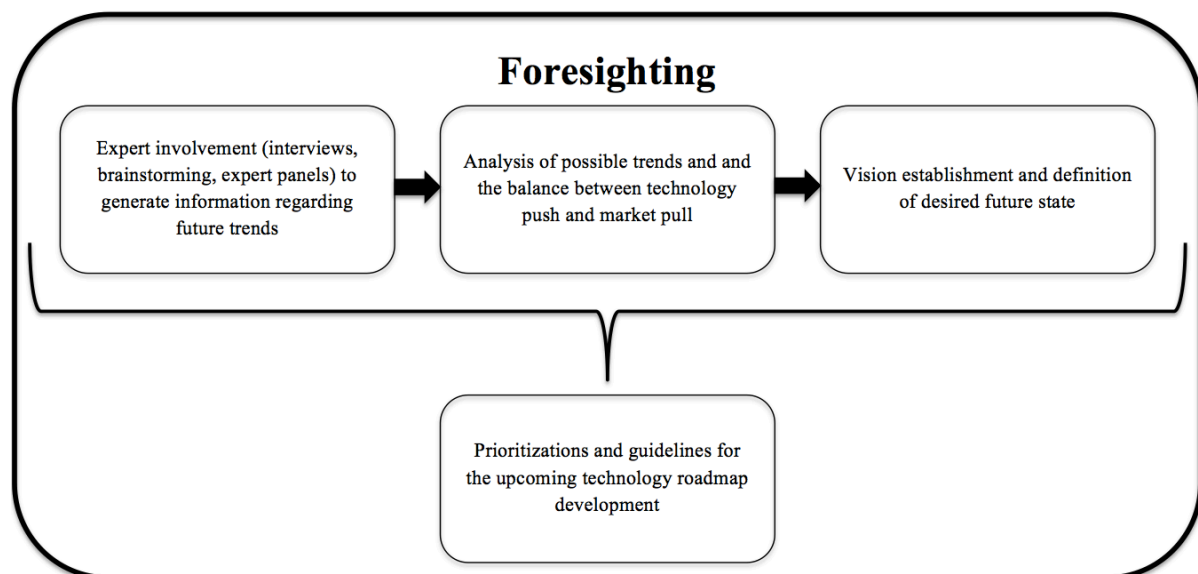 Foresighting
Expert involvement (interviews,
brainstorming, expert panels) to
generate information regarding
future trends
Analysis of possible trends and and
the balance between technology
push and market pull
Vision establishment and definition
of desired future state
Prioritizations and guidelines for
the upcoming technology roadmap
development